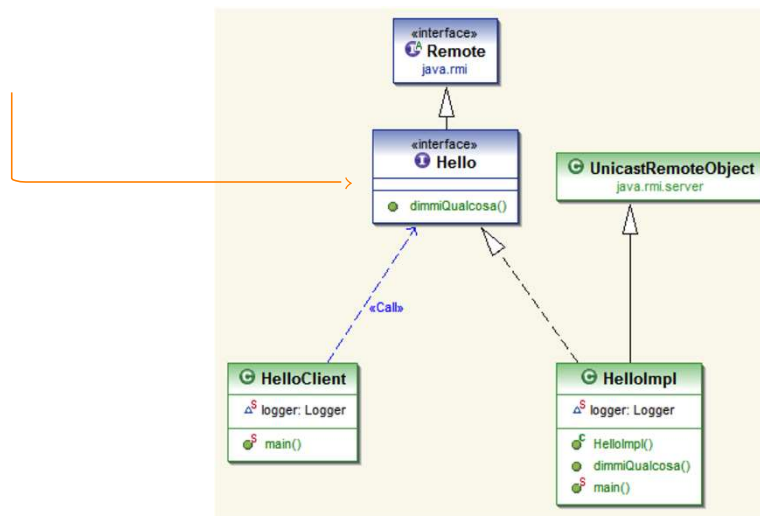 «interface»
Remote
java.rmi
«interface»
Hello
dimmiQualcosa()
UnicastRemoteObject
java.rmi.server
«Call»
HelloClient
logger: Logger
main()
HelloImpl
logger: Logger
HelloImpl()
dimmiQualcosa()
main()